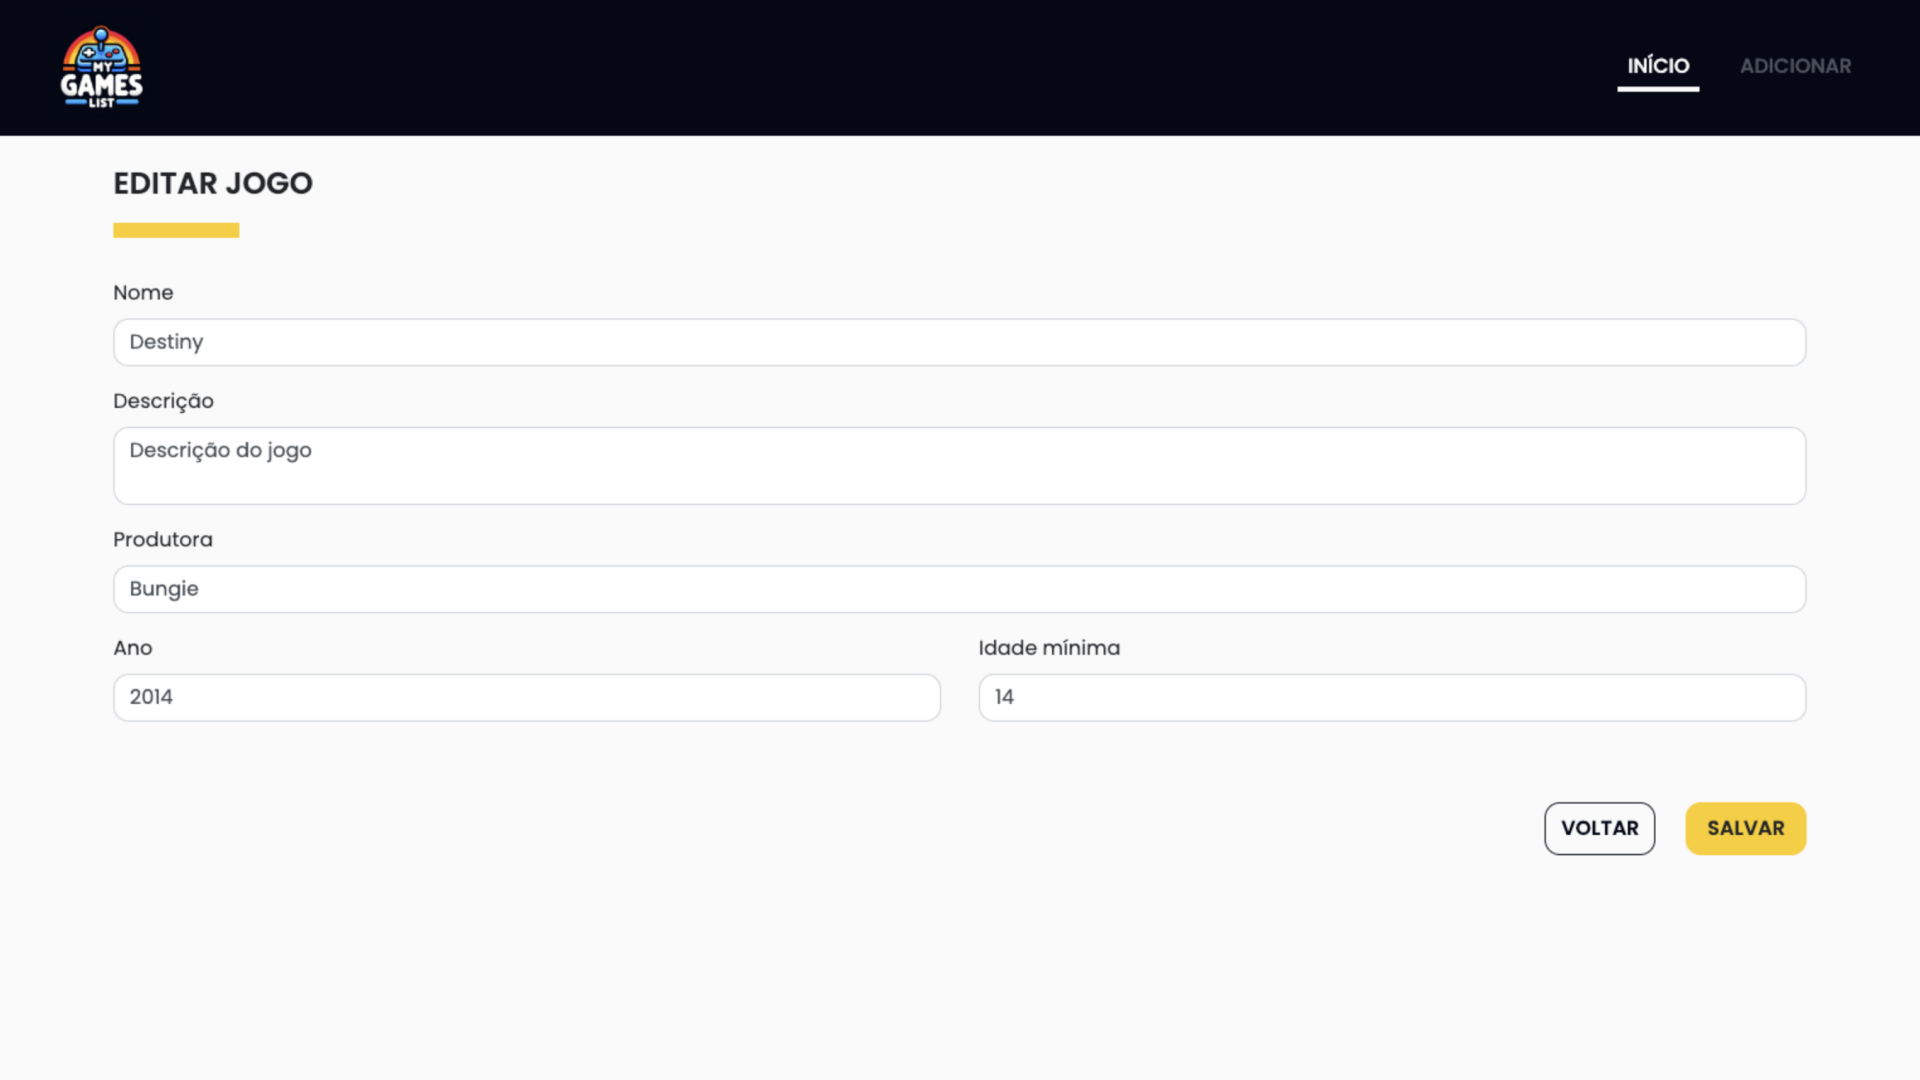 MY
GAMES
LIST
INÍCIO
ADICIONAR
EDITAR JOGO
Nome
Destiny
Descrição
Descrição do jogo
Produtora
Bungie
Ano
Idade mínima
2014
14
VOLTAR
SALVAR